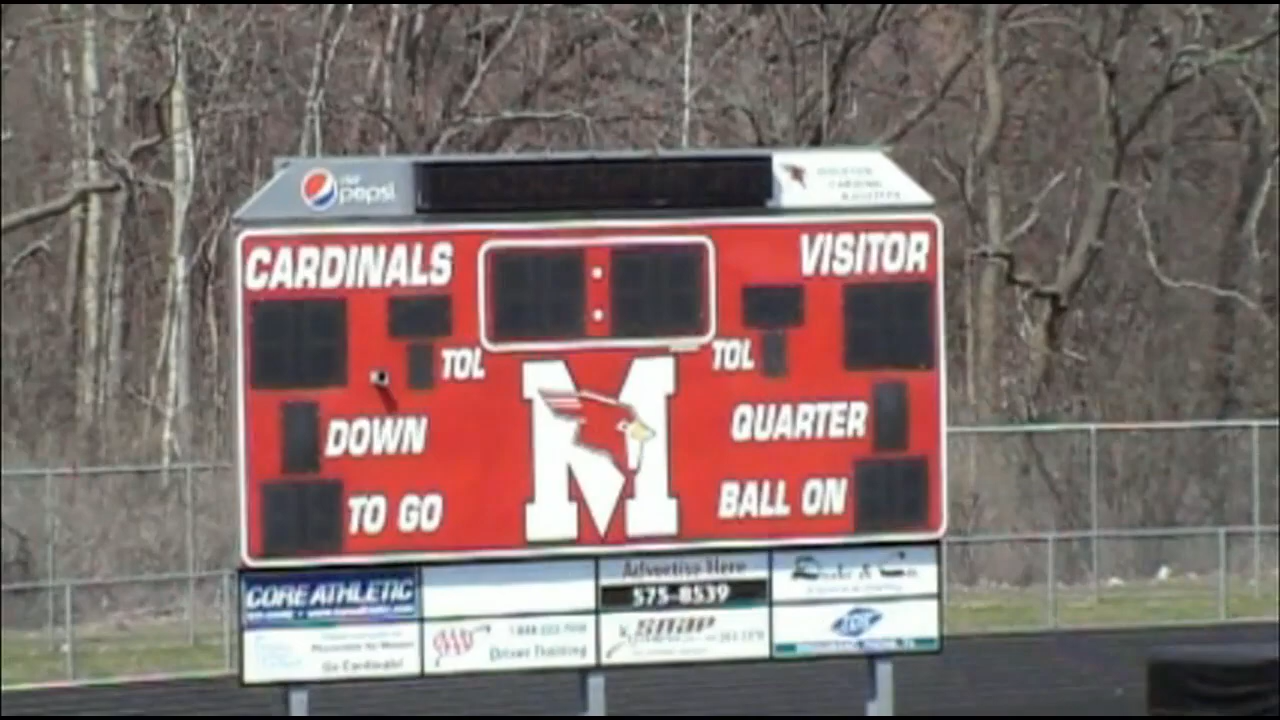 pepsi
CARDINALS
VISITOR
TOL
TOL
DOWN
QUARTER
TO GO
BALL ON
M
CORE ATHLETIC
Advertise Here
575-8539
Go Cardinals!
Driver Training
SNAP